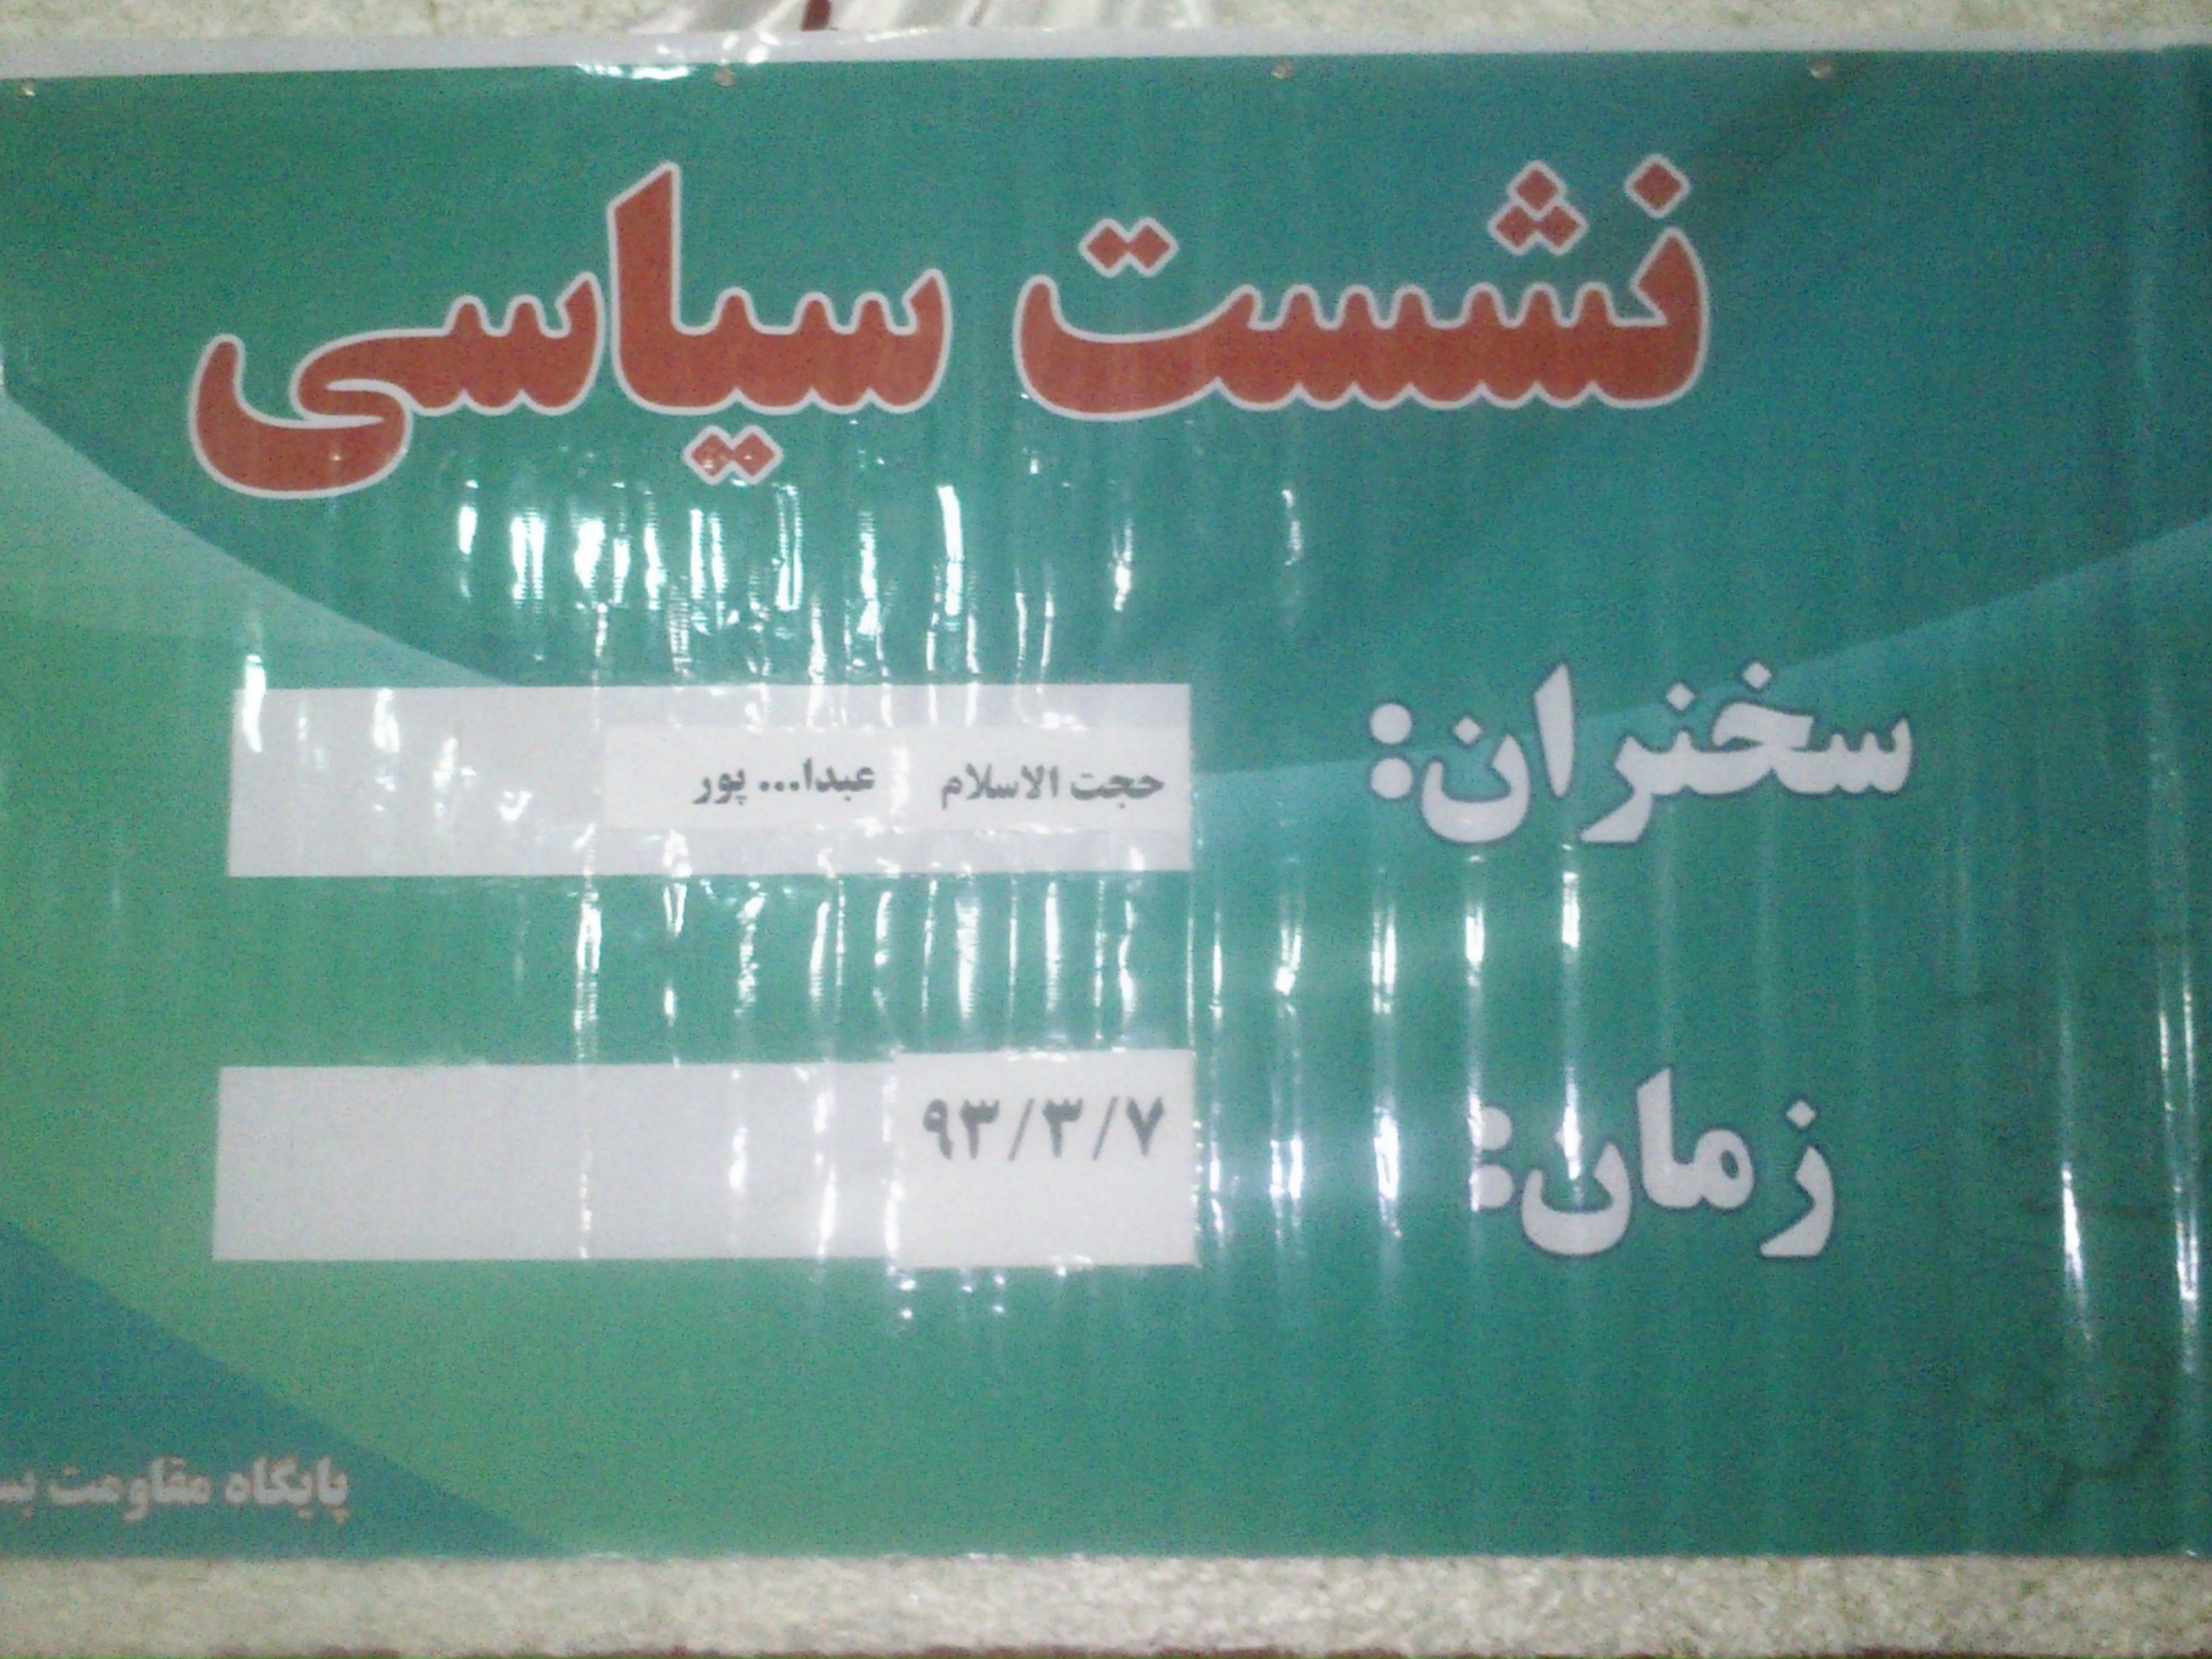 نشست سیاسی
سخنران: حجت الاسلام عبدا... پور
زمان: ۹۳/۳/۷
پایگاه مقاومت